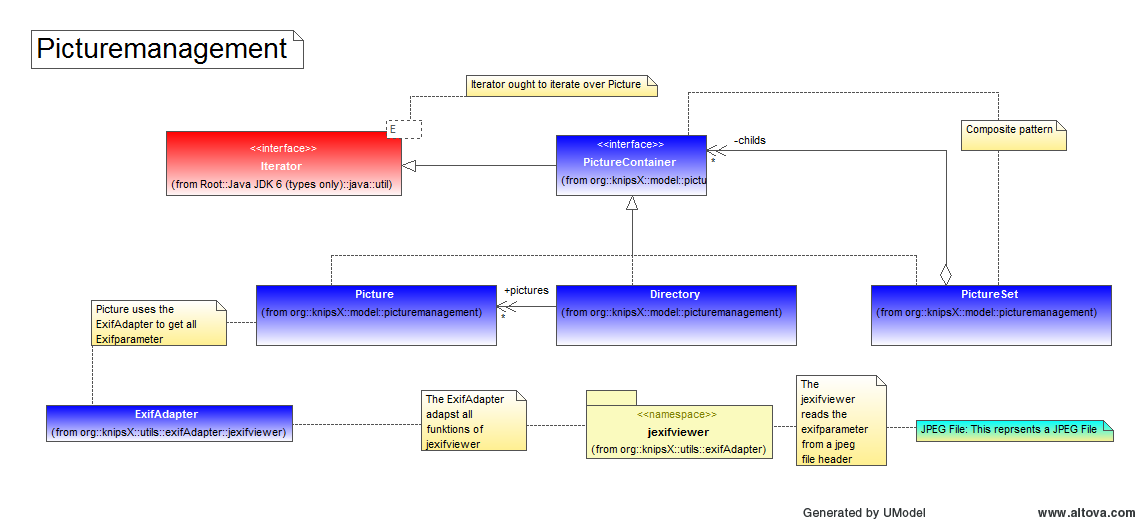 Picturemanagement
Iterator ought to iterate over Picture
E
<<interface>>
Iterator
(from Root::Java JDK 6 (types only)::java::util)
<<interface>>
PictureContainer
(from org::knipsX::model::pictu
-childs
*
Composite pattern
Picture
(from org::knipsX::model::picturemanagement)
+pictures
*
Directory
(from org::knipsX::model::picturemanagement)
PictureSet
(from org::knipsX::model::picturemanagement)
Picture uses the
ExifAdapter to get all
Exifparameter
ExifAdapter
(from org::knipsX::utils::exifAdapter::jexifviewer)
The ExifAdapter
adapst all
funktions of
jexifviewer
<<namespace>>
jexifviewer
(from org::knipsX::utils::exifAdapter)
The
jexifviewer
reads the
exifparameter
from a jpeg
file header
JPEG File: This reprsents a JPEG File
Generated by UModel
www.altova.com